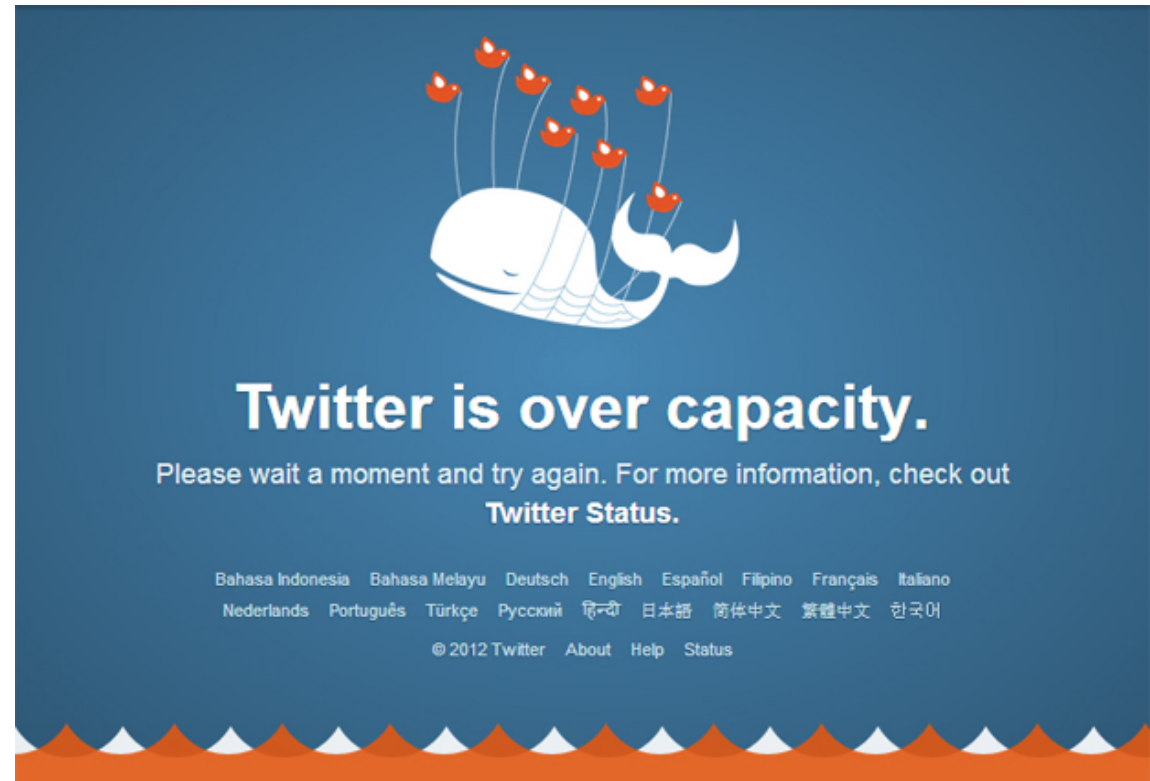 Twitter is over capacity.
Please wait a moment and try again. For more information, check out
Twitter Status.
Bahasa Indonesia Bahasa Melayu Deutsch English Español Filipino Français Italiano
Nederlands Português Türkçe Русский हिन्दी 日本語 简体中文 繁體中文 한국어
© 2012 Twitter About Help Status